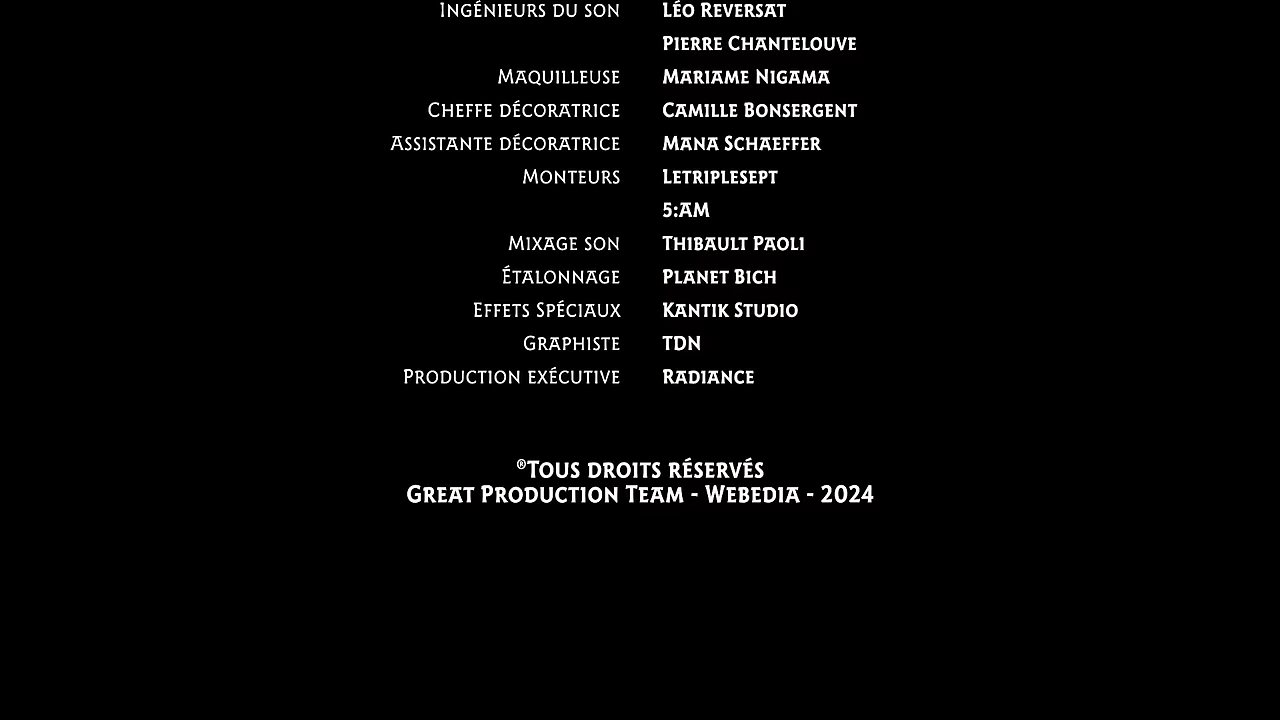 Ingénieurs du son Léo Reversat
Pierre Chantelouve
Maquilleuse Mariame Nigama
Cheffe décoratrice Camille Bonsergent
Assistante décoratrice Mana Schaeffer
Monteurs Letriplesept
5:AM
Mixage son Thibault Paoli
Étalonnage Planet Bich
Effets Spéciaux Kantik Studio
Graphiste TDN
Production exécutive Radiance
®Tous droits réservés
Great Production Team - Webedia - 2024